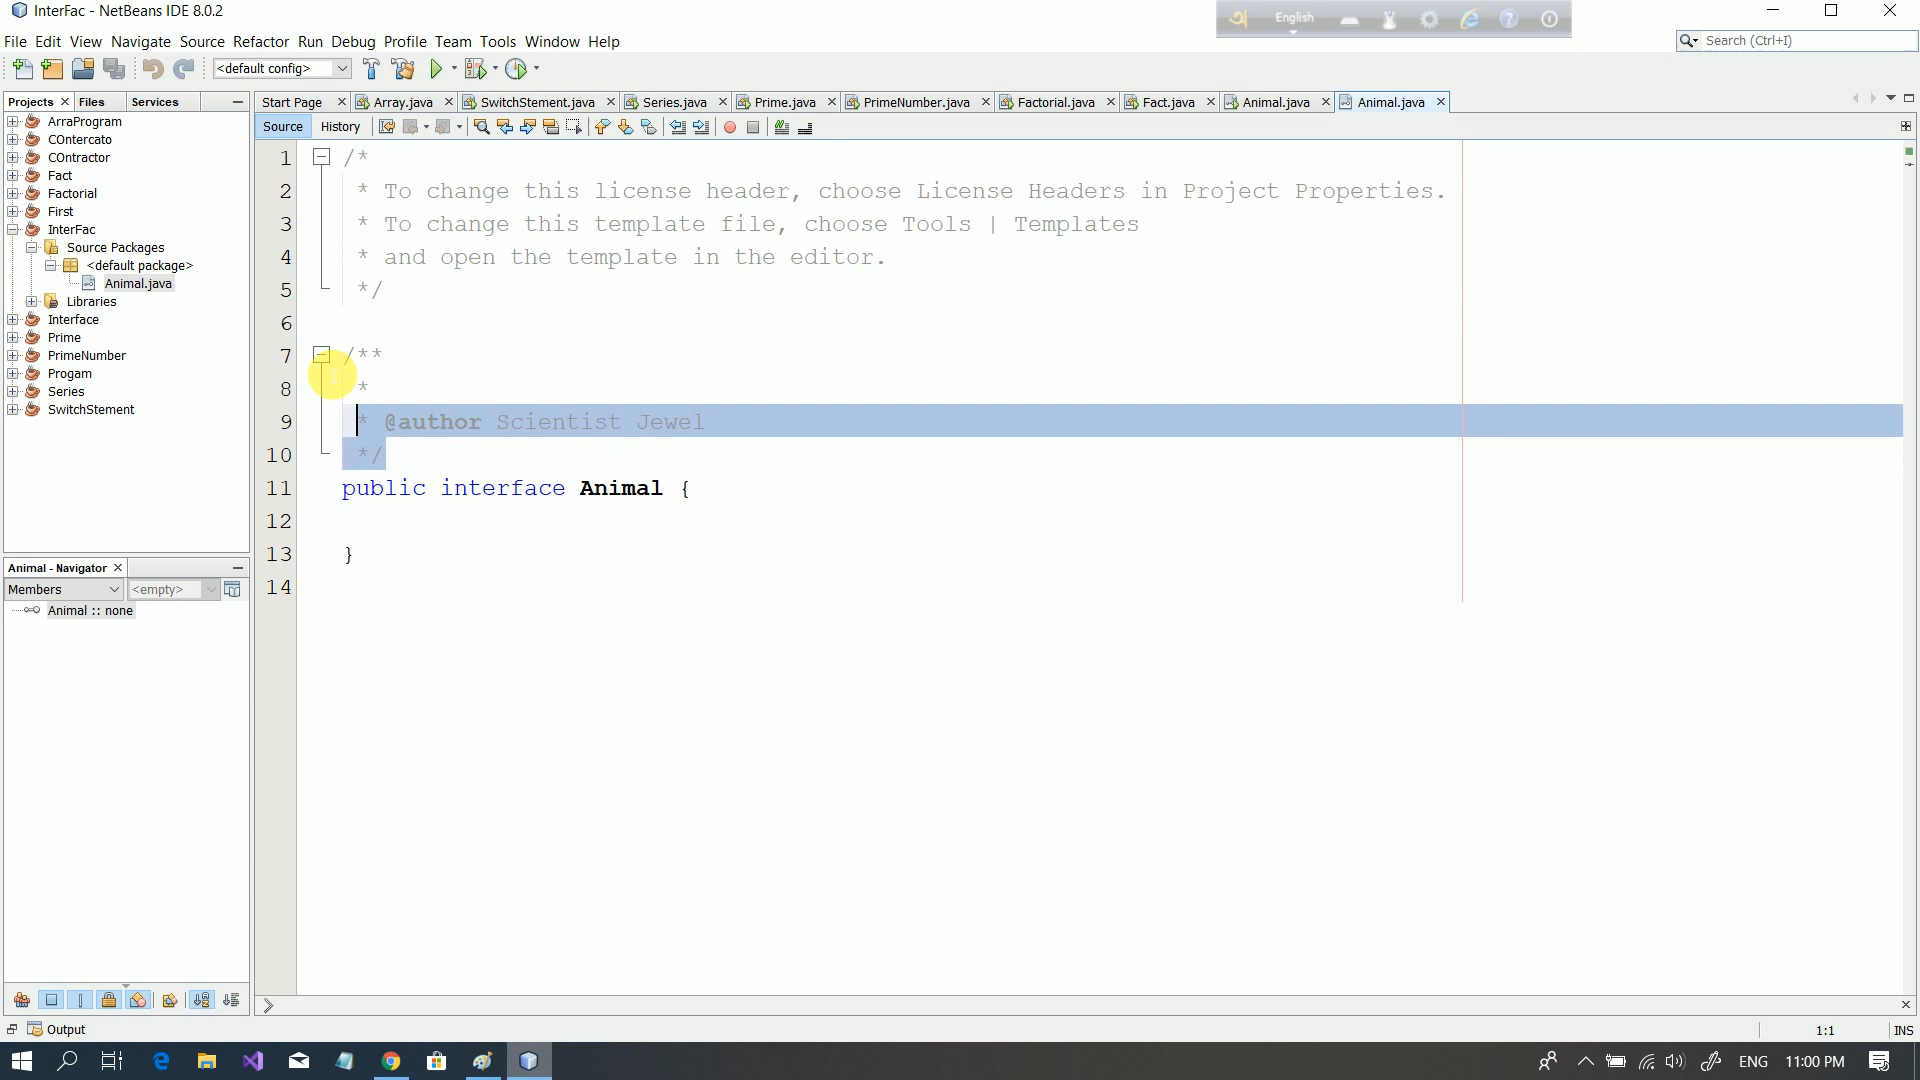 InterFac - NetBeans IDE 8.0.2
English
File Edit View Navigate Source Refactor Run Debug Profile Team Tools Window Help
Search (Ctrl+I)
<default config>
Projects Files Services
Start Page Array.java SwitchStement.java Series.java Prime.java PrimeNumber.java Factorial.java Fact.java Animal.java Animal.java
Source History
ArraProgram
COntercato
COntractor
Fact
Factorial
First
InterFac
Source Packages
<default package>
Animal.java
Libraries
Interface
Prime
PrimeNumber
Progam
Series
SwitchStement
1 /*
2 * To change this license header, choose License Headers in Project Properties.
3 * To change this template file, choose Tools | Templates
4 * and open the template in the editor.
5 */
6
7 /**
8 *
9 * @author Scientist Jewel
10 */
11 public interface Animal {
12
13 }
14
Animal - Navigator
Members <empty>
Animal :: none
Output
1:1 INS
ENG 11:00 PM